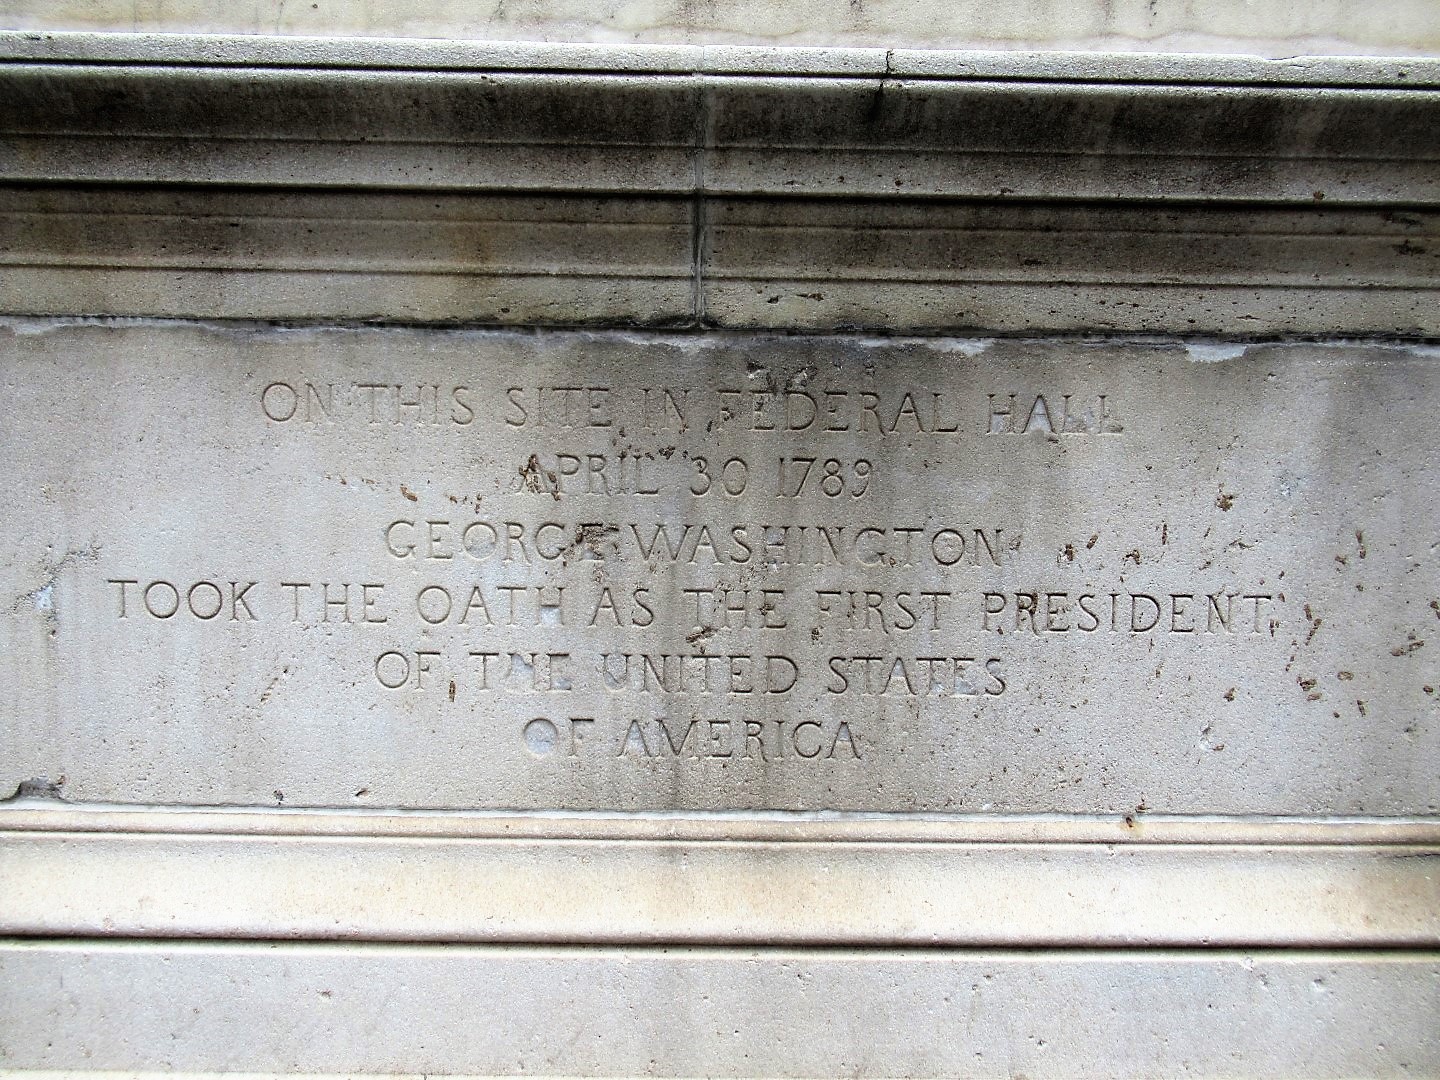 ON THIS SITE IN FEDERAL HALL
APRIL 30 1789
GEORGE WASHINGTON
TOOK THE OATH AS THE FIRST PRESIDENT
OF THE UNITED STATES
OF AMERICA